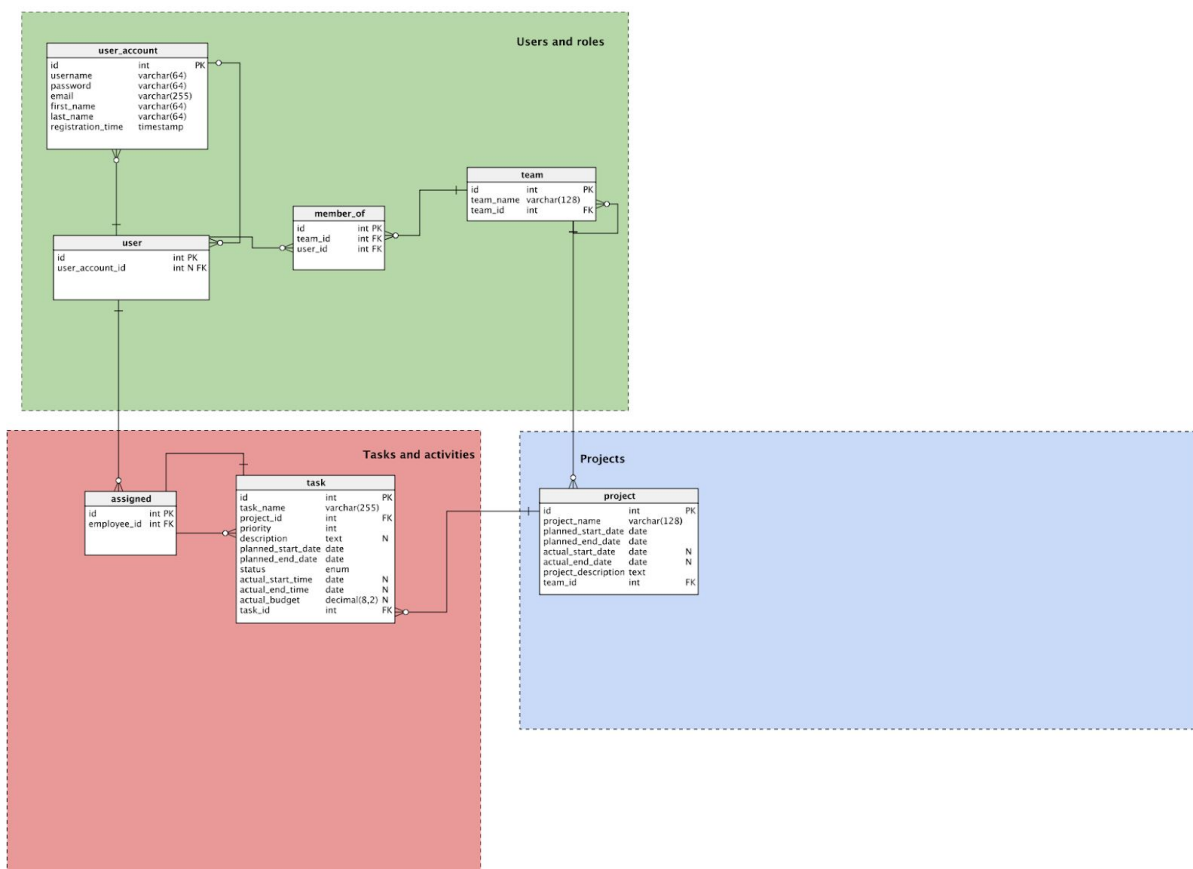 Users and roles
user_account
id int PK
username varchar(64)
password varchar(64)
email varchar(255)
first_name varchar(64)
last_name varchar(64)
registration_time timestamp
team
id int PK
team_name varchar(128)
team_id int FK
member_of
id int PK
team_id int FK
user_id int FK
user
id int PK
user_account_id int N FK
Tasks and activities
assigned
id int PK
employee_id int FK
task
id int PK
task_name varchar(255)
project_id int FK
priority int
description text N
planned_start_date date
planned_end_date date
status enum
actual_start_time date N
actual_end_time date N
actual_budget decimal(8,2) N
task_id int FK
Projects
project
id int PK
project_name varchar(128)
planned_start_date date
planned_end_date date
actual_start_date date N
actual_end_date date N
project_description text
team_id int FK